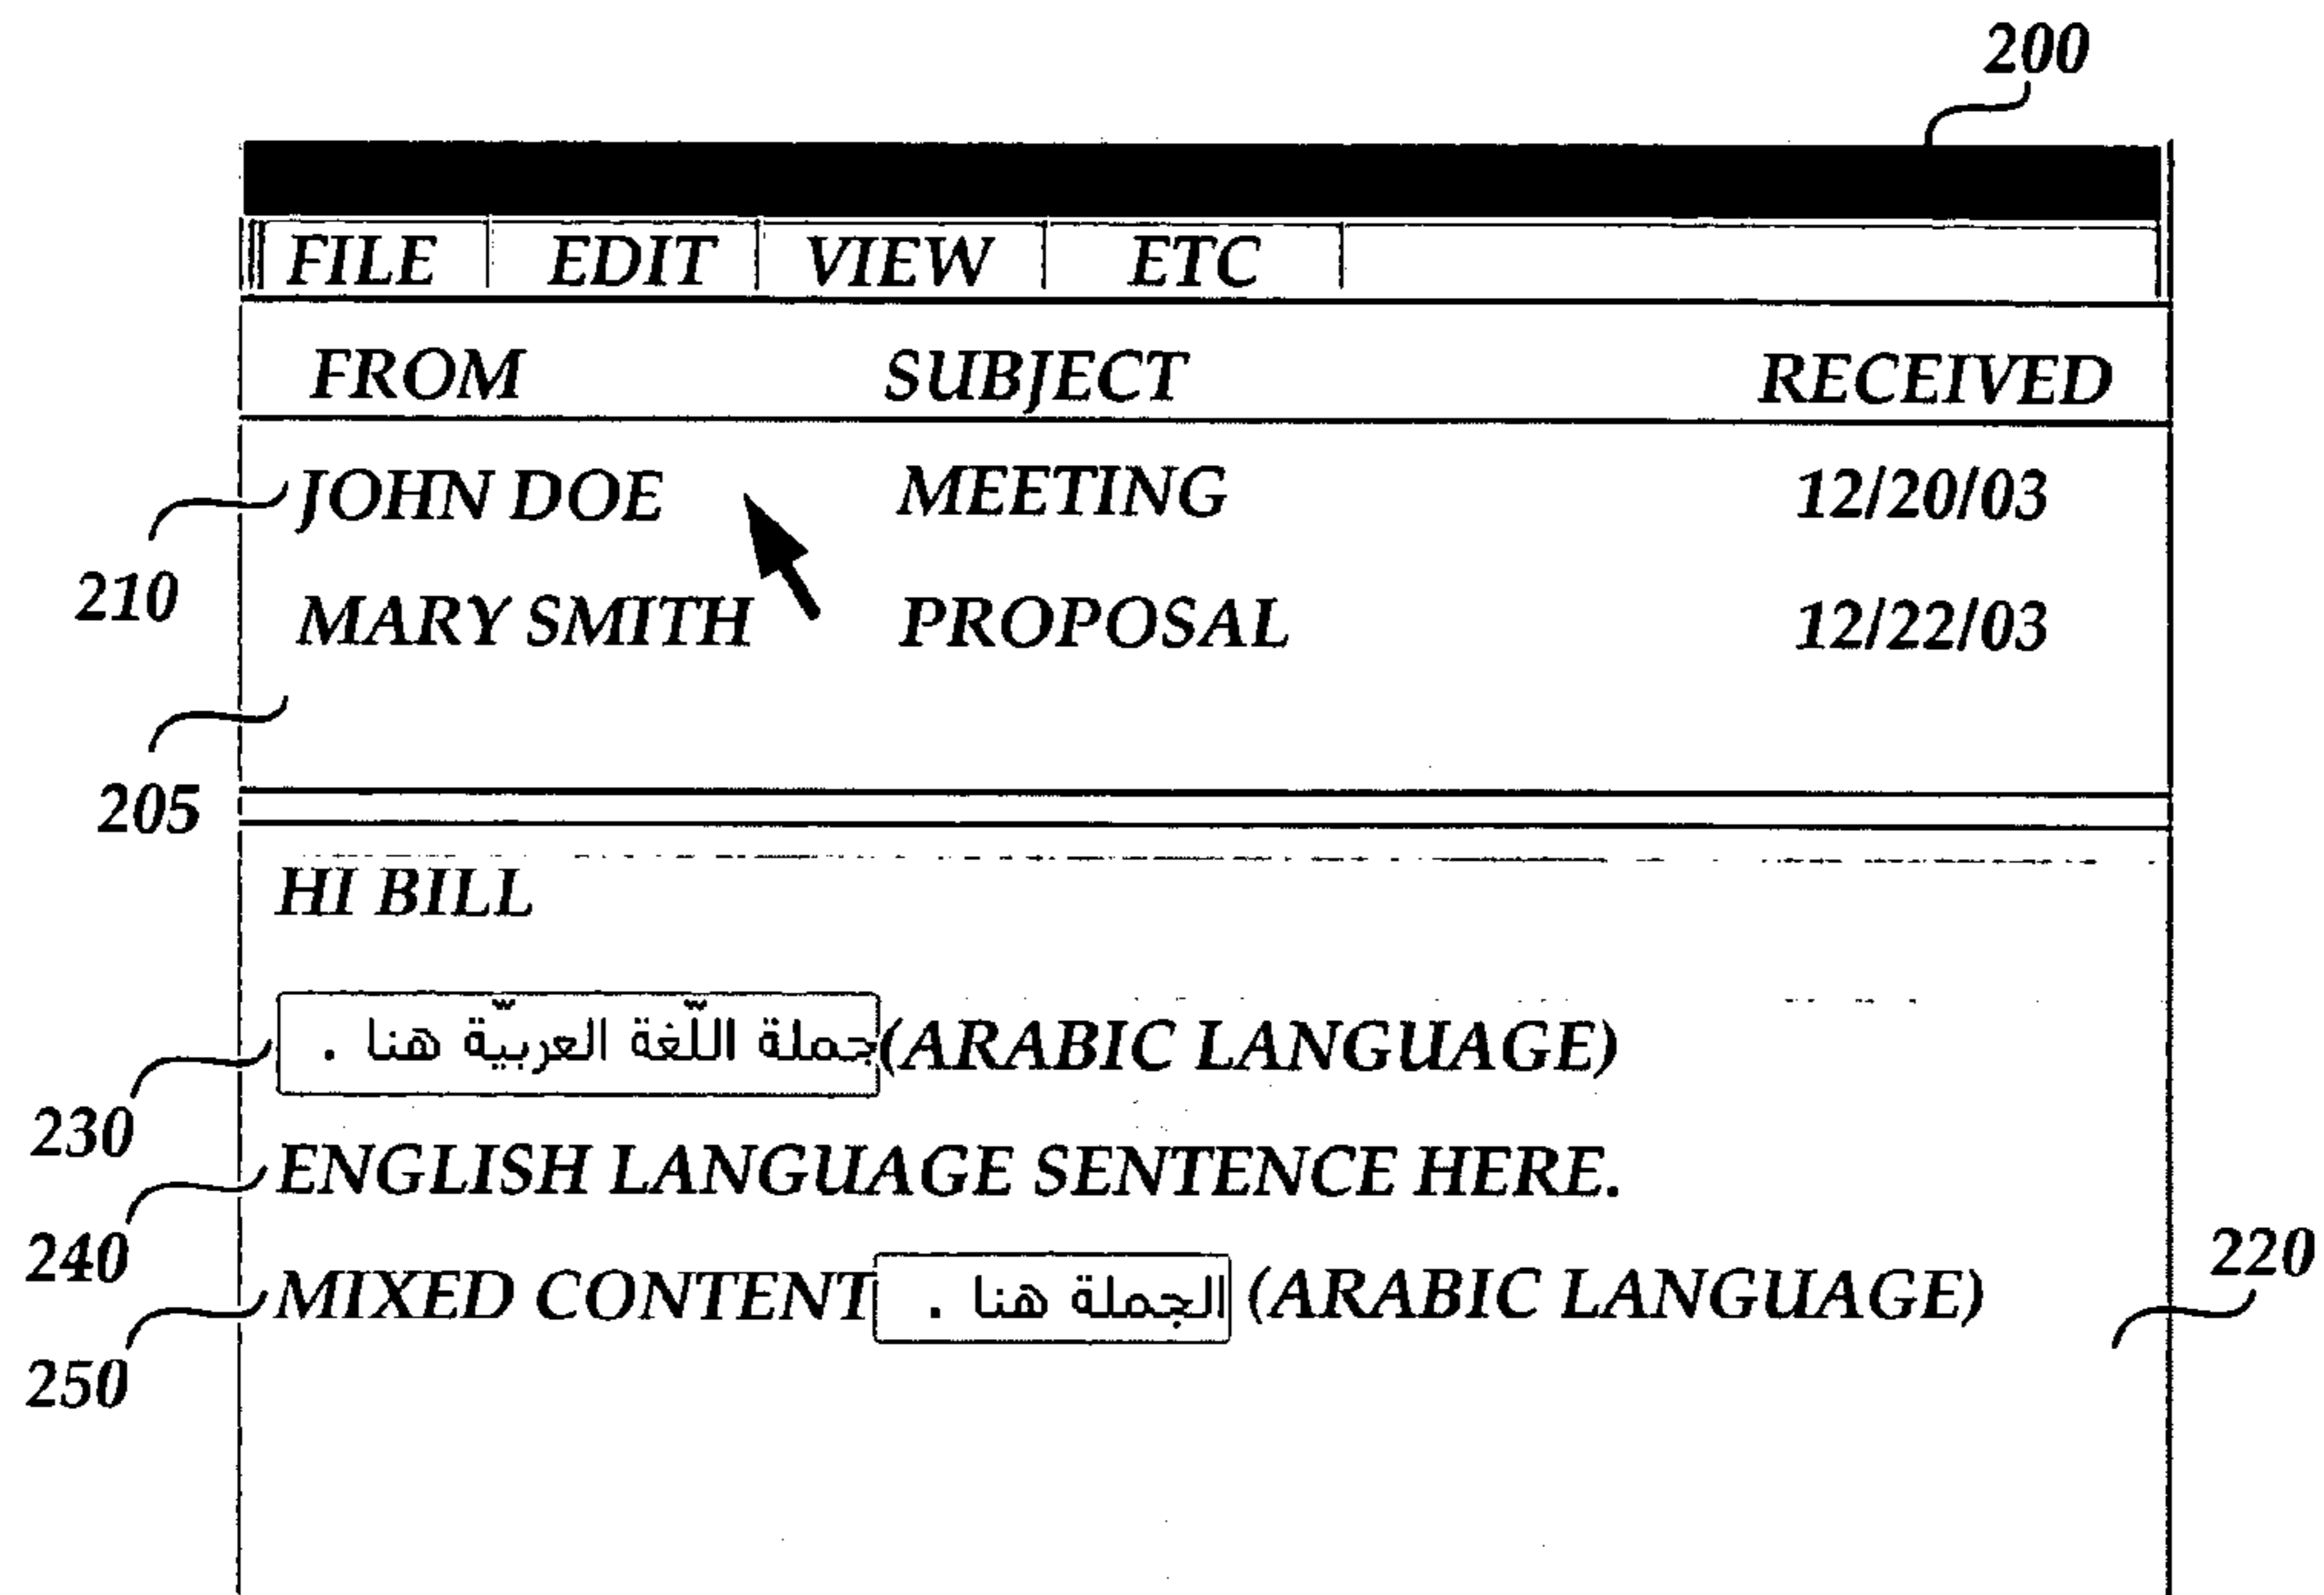 200
FILE EDIT VIEW ETC
FROM SUBJECT RECEIVED
JOHN DOE MEETING 12/20/03
210
MARY SMITH PROPOSAL 12/22/03
205
HI BILL
جملة اللّغة العربيّة هنا . (ARABIC LANGUAGE)
230
ENGLISH LANGUAGE SENTENCE HERE.
240
220
MIXED CONTENT الجملة هنا . (ARABIC LANGUAGE)
250